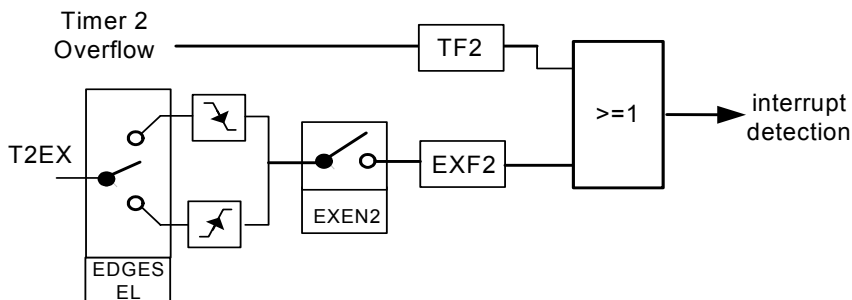 Timer 2
Overflow
TF2
>=1
interrupt
detection
T2EX
EXF2
EXEN2
EDGES
EL